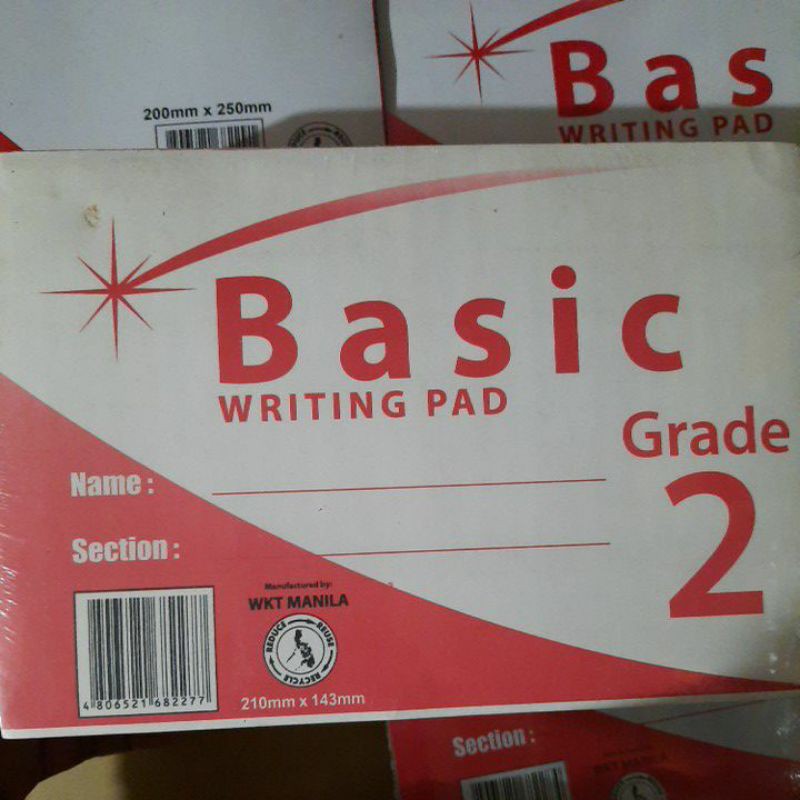 200mm x 250mm
Bas
WRITING PAD
Basic
WRITING PAD
Grade
2
Name :
Section :
Manufactured by:
WKT MANILA
REDUCE REUSE RECYCLE
4 806521 682277
210mm x 143mm
Section :